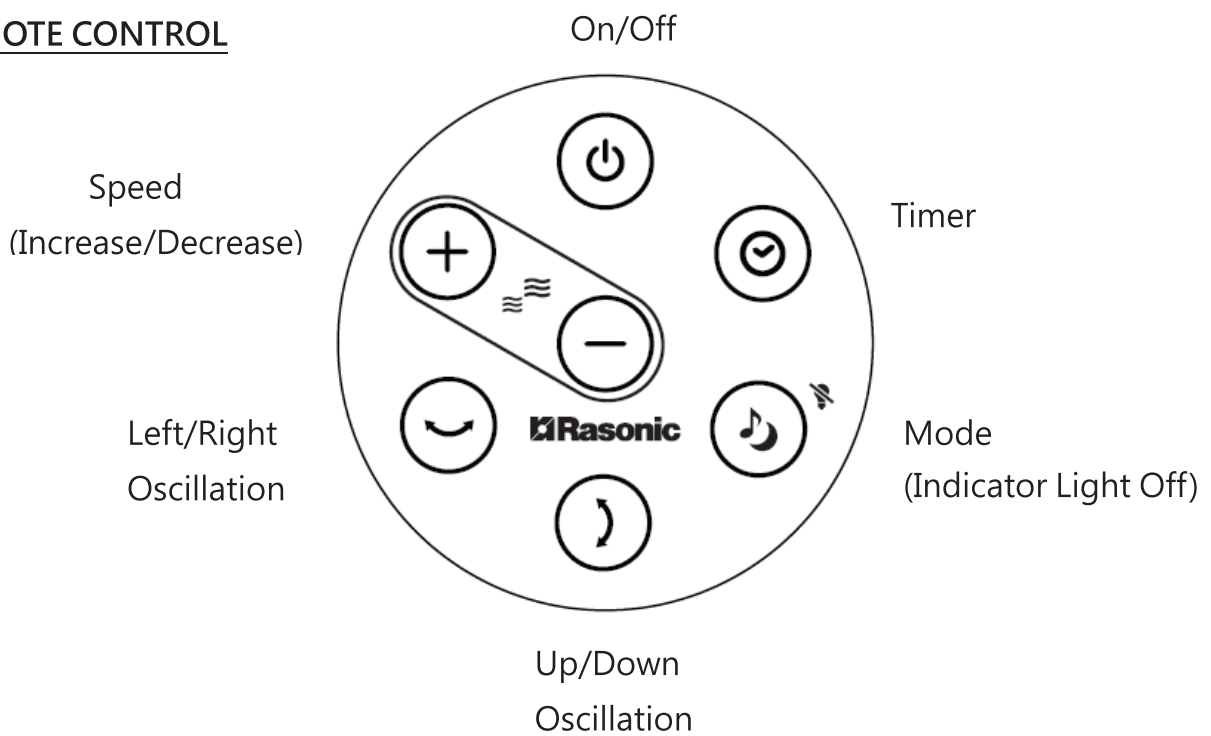 OTE CONTROL
On/Off
Speed
(Increase/Decrease)
Timer
Rasonic
Left/Right
Oscillation
Mode
(Indicator Light Off)
Up/Down
Oscillation